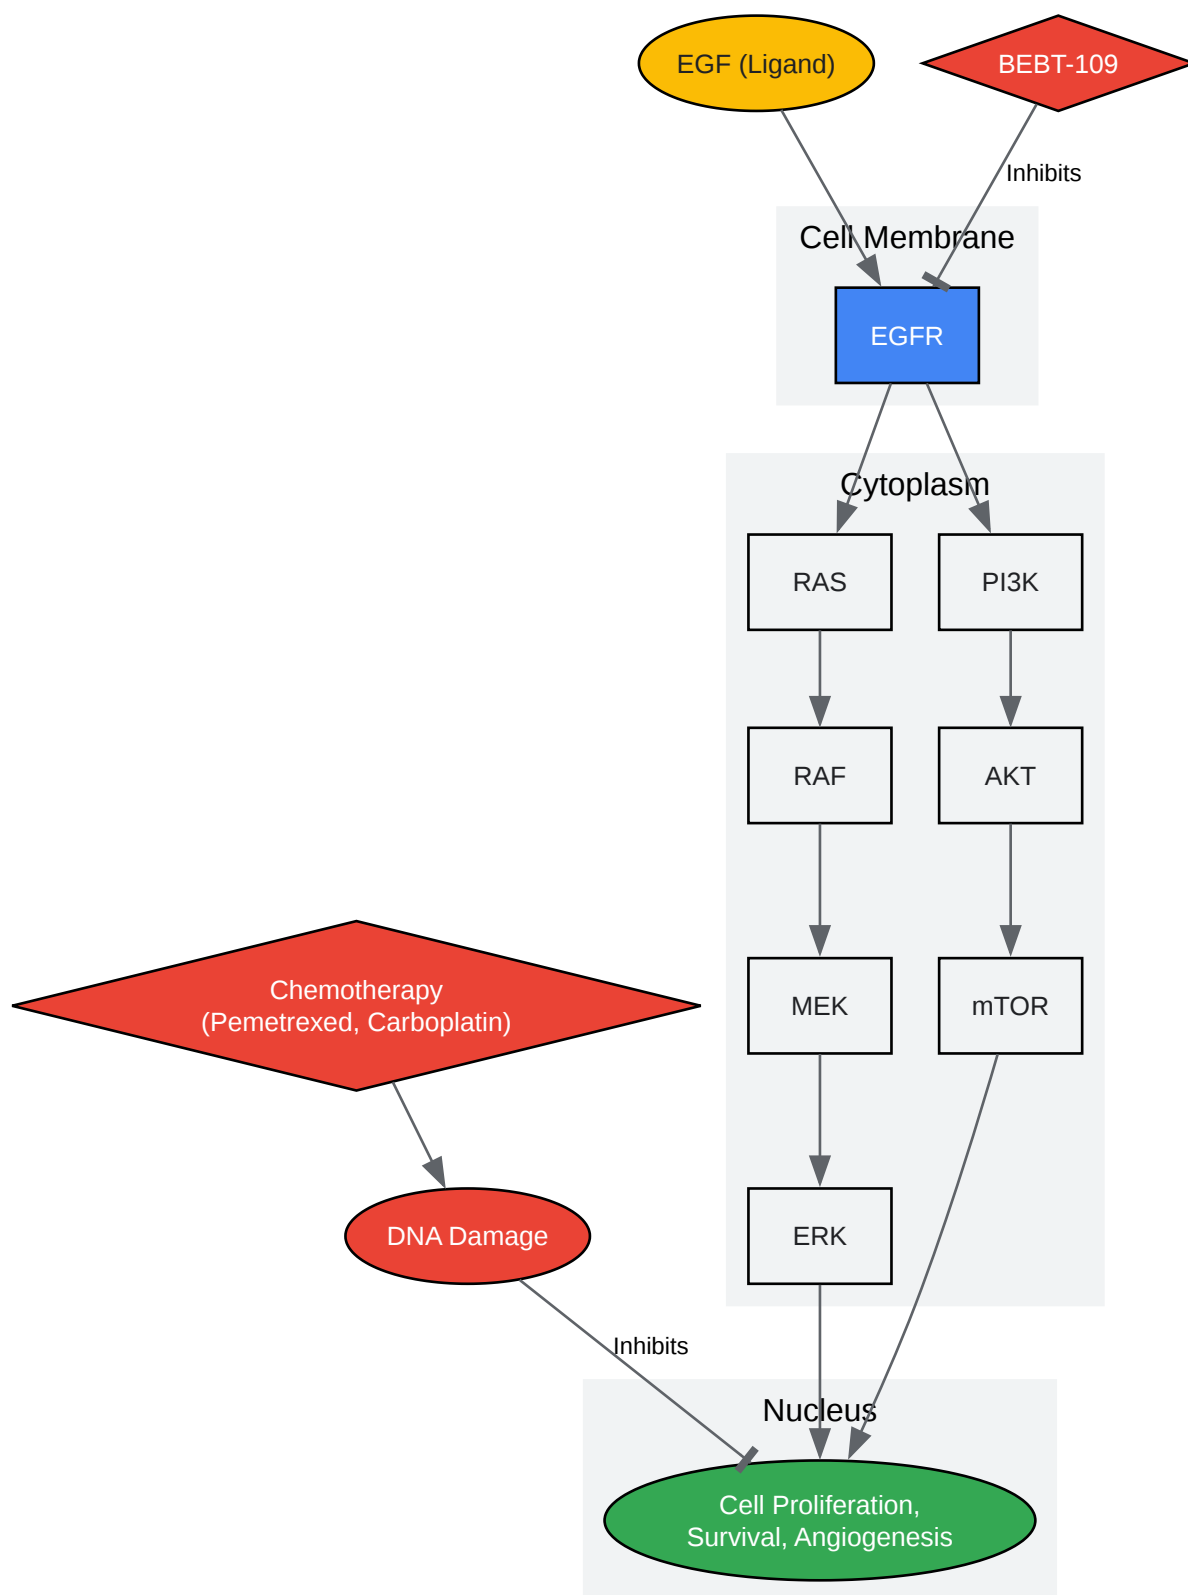 EGF (Ligand)
BEBT-109
Inhibits
Cell Membrane
EGFR
Cytoplasm
RAS
PI3K
RAF
AKT
Chemotherapy
(Pemetrexed, Carboplatin)
MEK
mTOR
DNA Damage
ERK
Inhibits
Nucleus
Cell Proliferation,
Survival, Angiogenesis